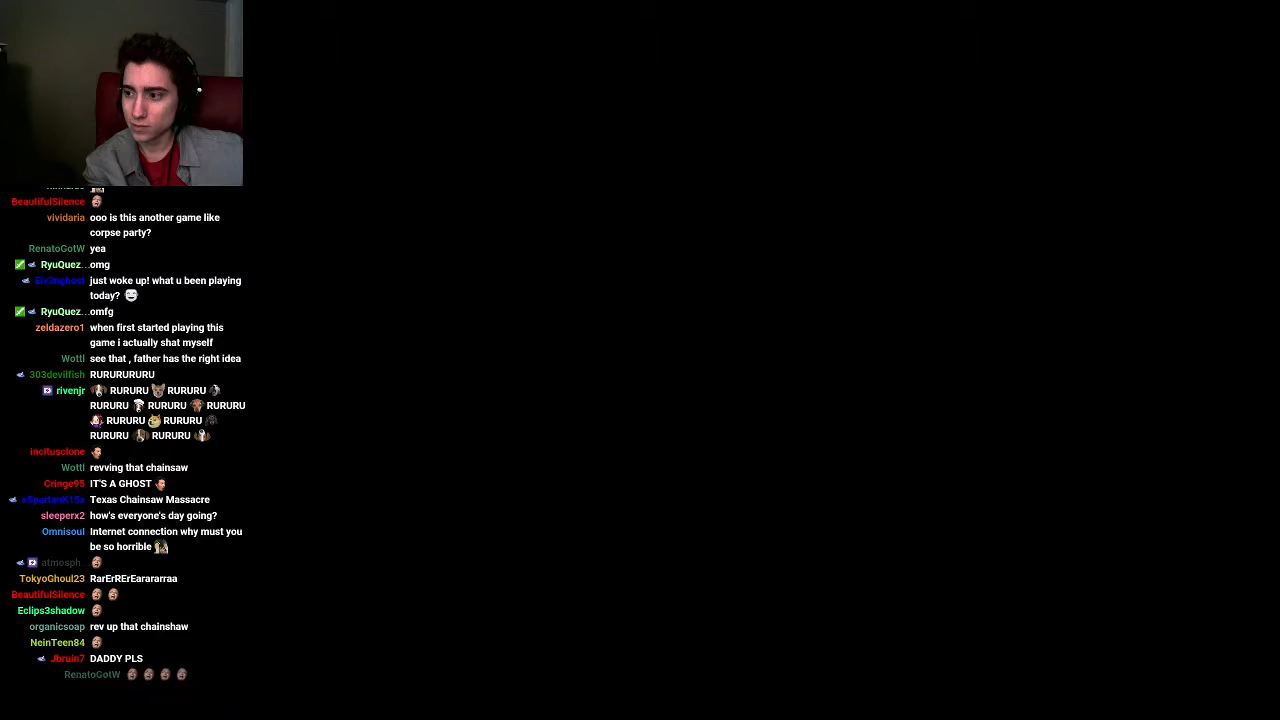 BeautifulSilence
vividaria ooo is this another game like
corpse party?
RenatoGotW yea
RyuQuez... omg
just woke up! what u been playing
today?
RyuQuez... omfg
zeldazero1 when first started playing this
game i actually shat myself
Wottl see that , father has the right idea
303devilfish RURURURURU
rivenjr RURURU RURURU
RURURU RURURU RURURU
RURURU RURURU
RURURU RURURU
incitusclone
Wottl revving that chainsaw
Cringe95 IT'S A GHOST
xSpartanK15x Texas Chainsaw Massacre
sleeperx2 how's everyone's day going?
Omnisoul Internet connection why must you
be so horrible
atmosph...
TokyoGhoul23 RarErRErEarararraa
BeautifulSilence
Eclips3shadow
organicsoap rev up that chainshaw
NeinTeen84
Jbruin7 DADDY PLS
RenatoGotW